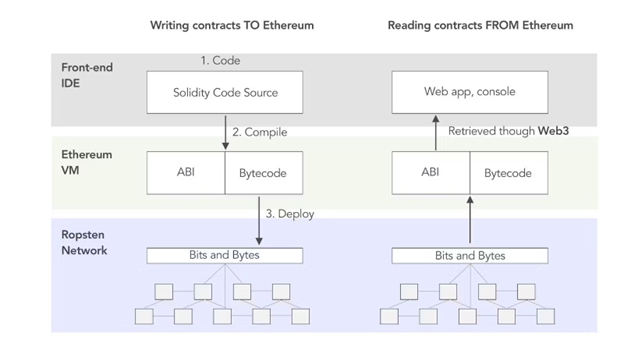 Writing contracts TO Ethereum
Reading contracts FROM Ethereum
Front-end
IDE
1. Code
Solidity Code Source
Web app, console
2. Compile
Retrieved though Web3
Ethereum
VM
ABI
Bytecode
ABI
Bytecode
3. Deploy
Ropsten
Network
Bits and Bytes
Bits and Bytes